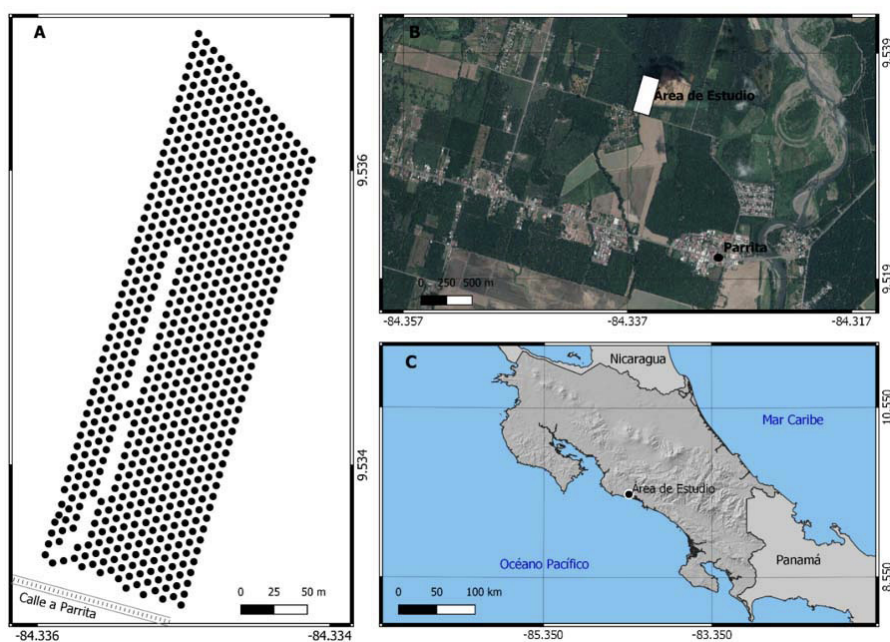 A
9.536
9.534
Calle a Parrita
0 25 50 m
-84.336
-84.334
B
Área de Estudio
Parrita
0 250 500 m
9.539
9.519
-84.357
-84.337
-84.317
C
Nicaragua
Mar Caribe
Área de Estudio
Océano Pacífico
Panamá
0 50 100 km
10.550
8.550
-85.350
-83.350